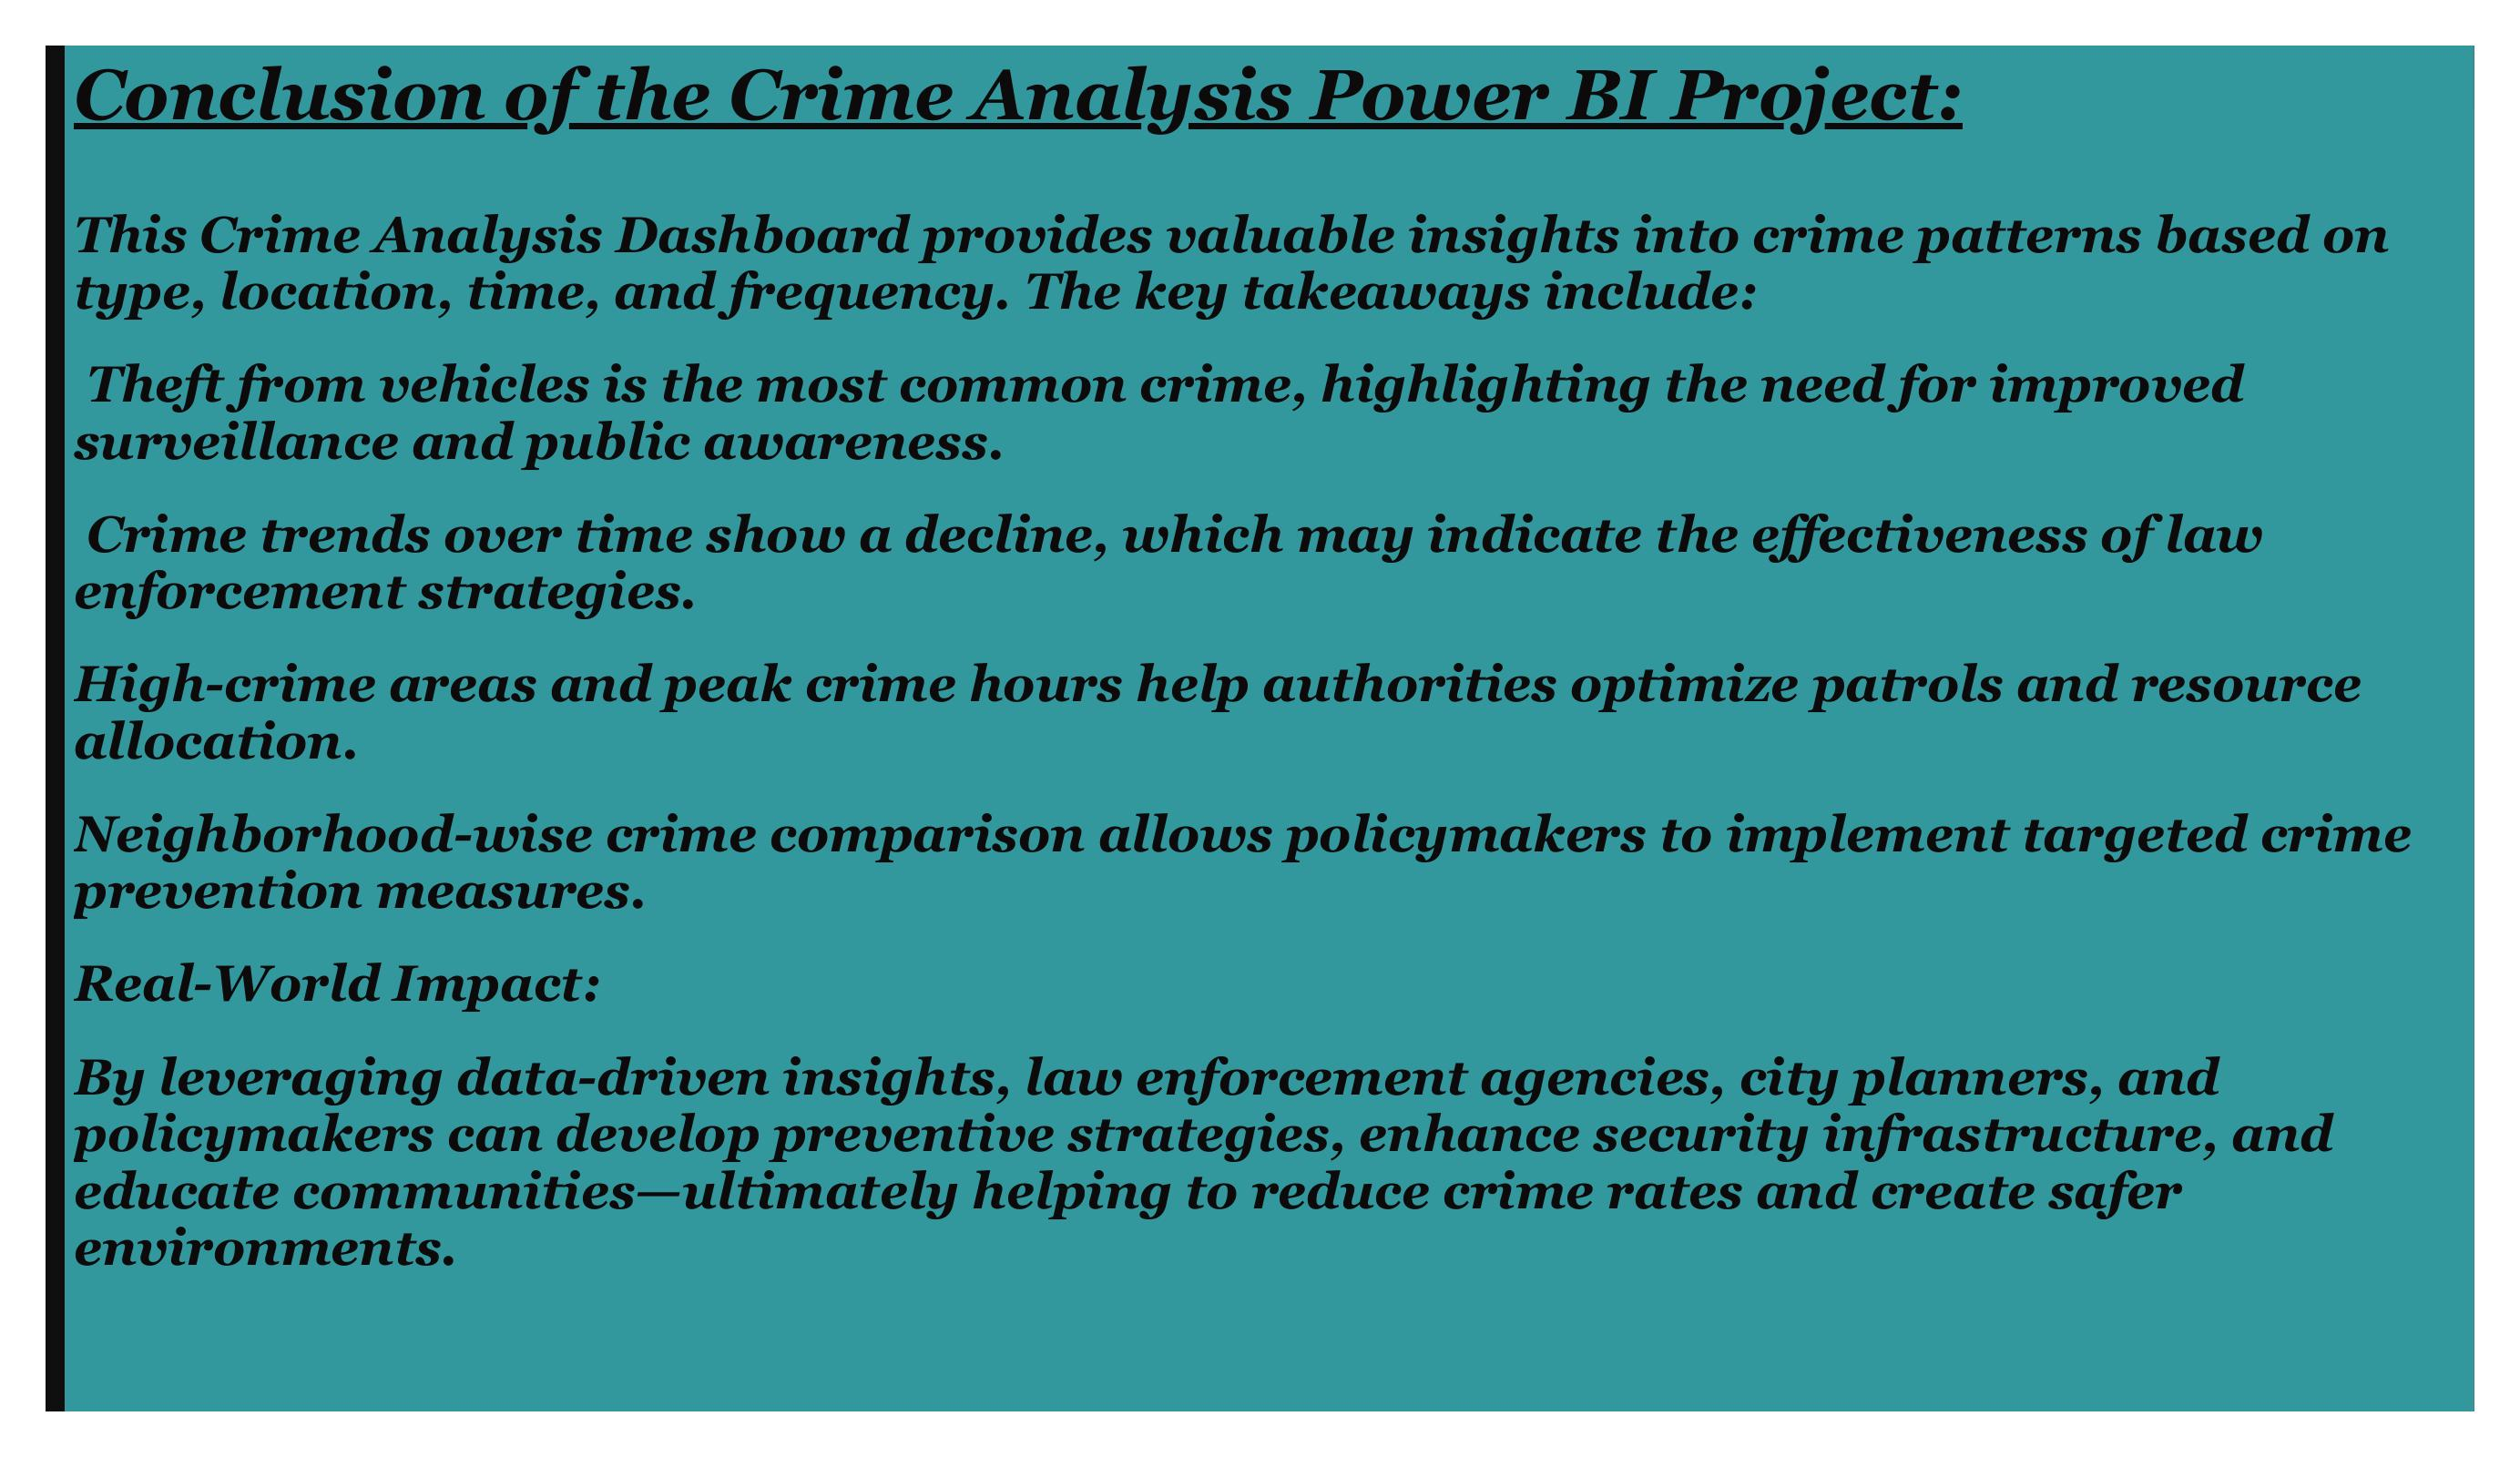 Conclusion of the Crime Analysis Power BI Project:
This Crime Analysis Dashboard provides valuable insights into crime patterns based on
type, location, time, and frequency. The key takeaways include:
Theft from vehicles is the most common crime, highlighting the need for improved
surveillance and public awareness.
Crime trends over time show a decline, which may indicate the effectiveness of law
enforcement strategies.
High-crime areas and peak crime hours help authorities optimize patrols and resource
allocation.
Neighborhood-wise crime comparison allows policymakers to implement targeted crime
prevention measures.
Real-World Impact:
By leveraging data-driven insights, law enforcement agencies, city planners, and
policymakers can develop preventive strategies, enhance security infrastructure, and
educate communities—ultimately helping to reduce crime rates and create safer
environments.